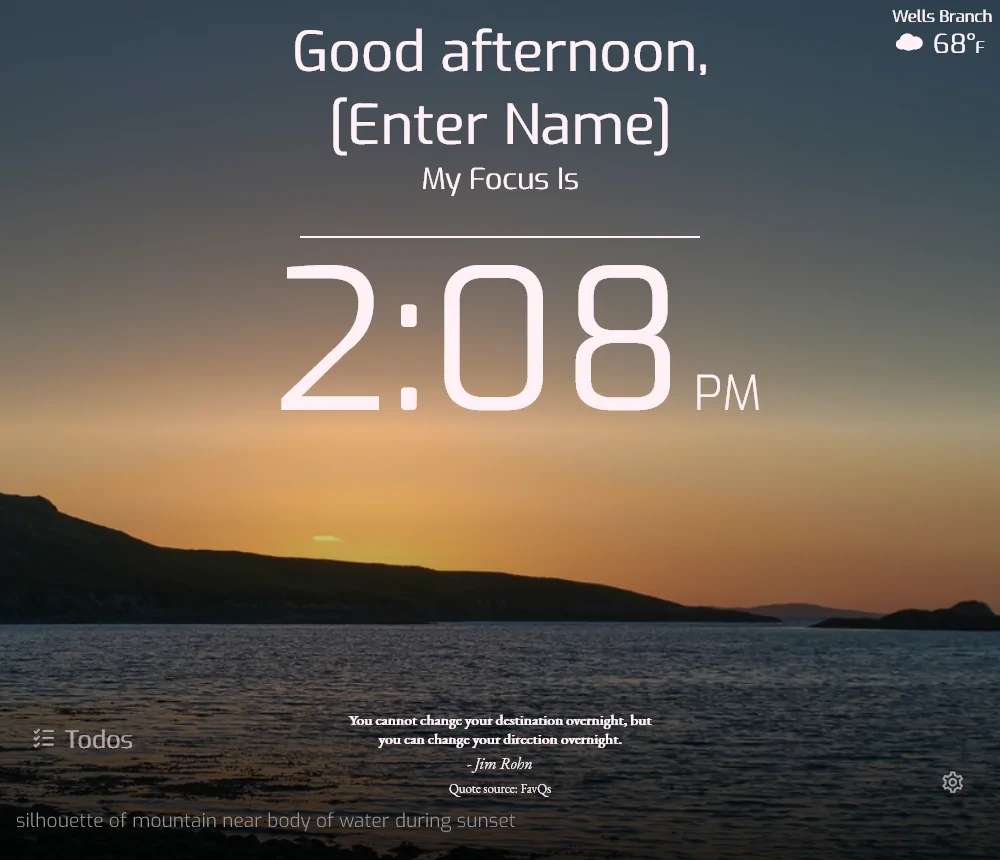 Wells Branch
68°F
Good afternoon,
[Enter Name]
My Focus Is
2:08 PM
You cannot change your destination overnight, but
you can change your direction overnight.
- Jim Rohn
Quote source: FavQs
Todos
silhouette of mountain near body of water during sunset